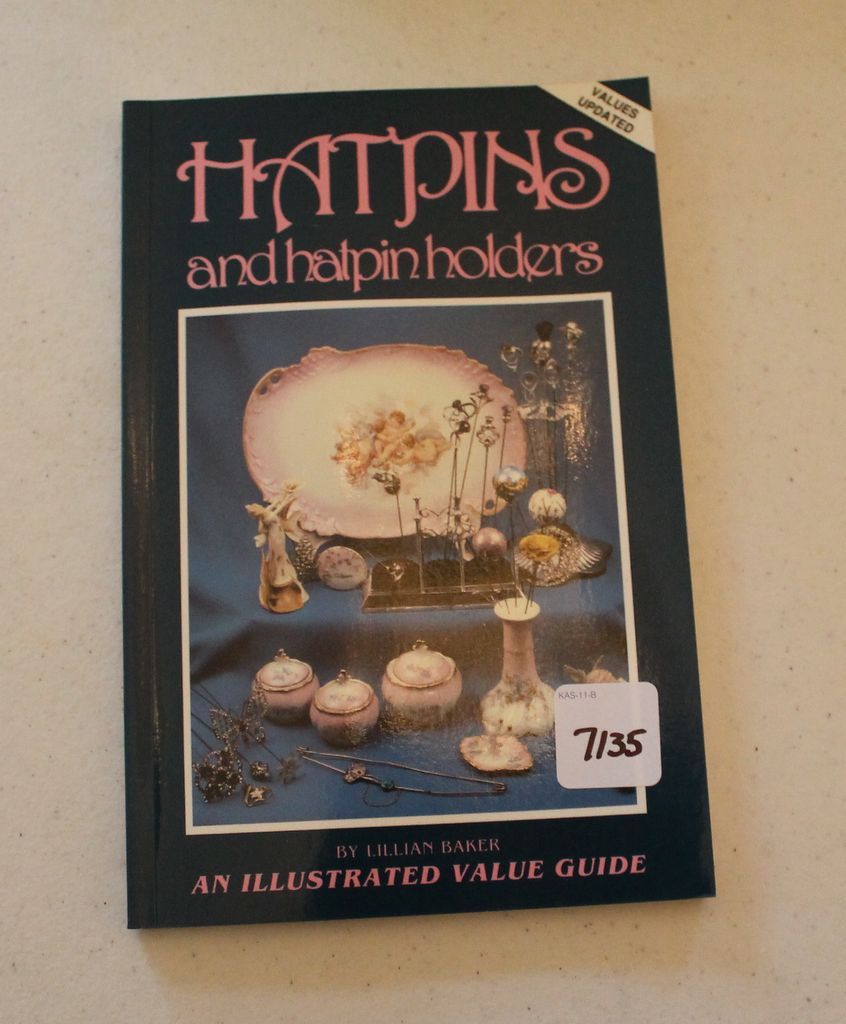 VALUES
UPDATED
HATPINS
and hatpin holders
KAS-11-B
7135
BY LILLIAN BAKER
AN ILLUSTRATED VALUE GUIDE